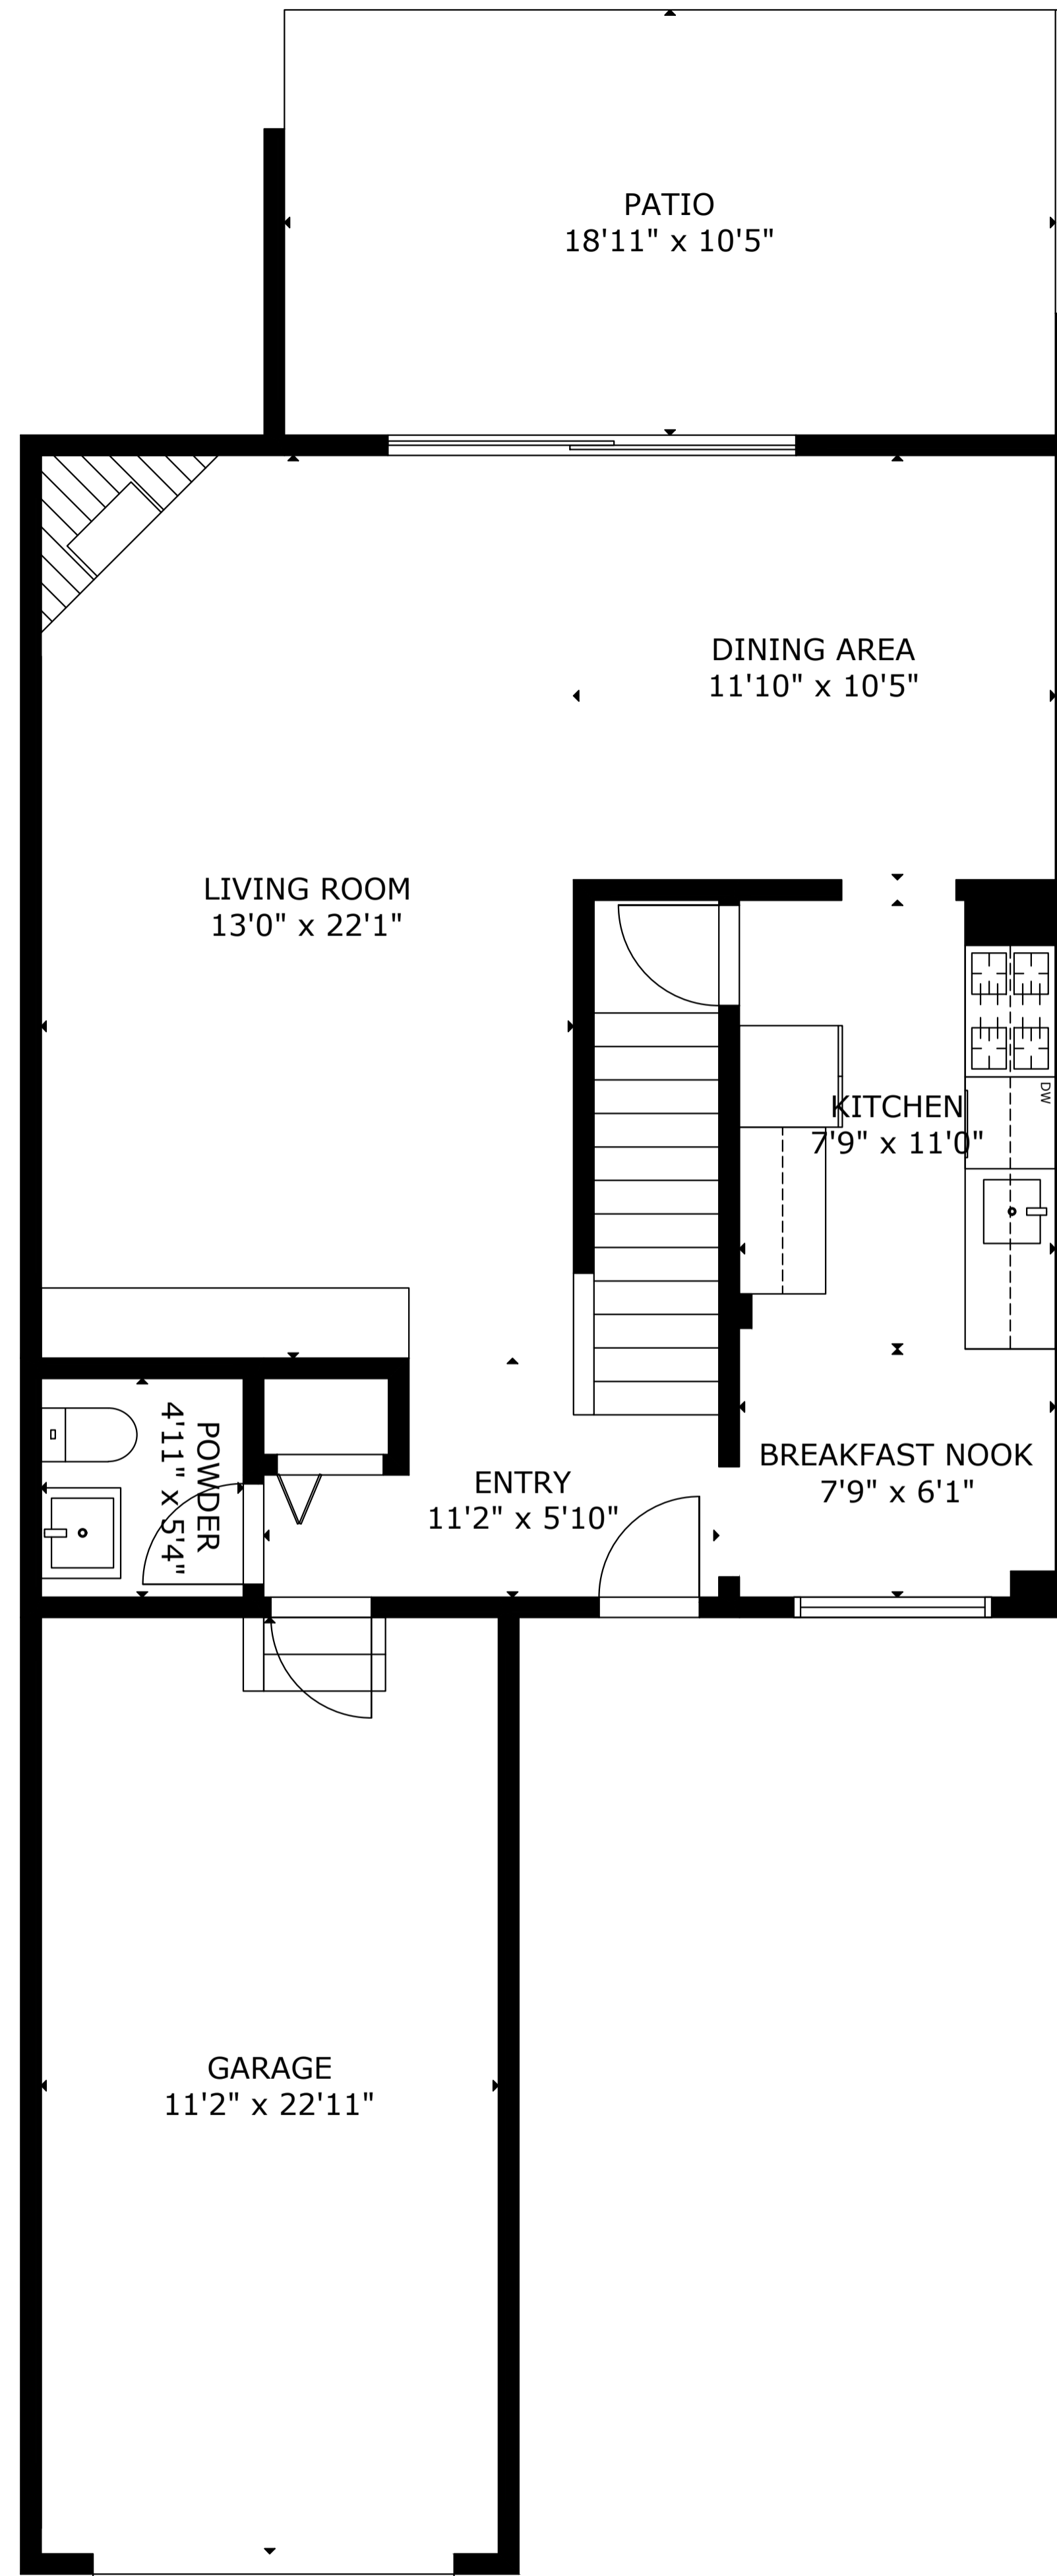 PATIO
18'11" x 10'5"
DINING AREA
11'10" x 10'5"
LIVING ROOM
13'0" x 22'1"
DW
KITCHEN
7'9" x 11'0"
POWDER
4'11" x 5'4"
BREAKFAST NOOK
7'9" x 6'1"
ENTRY
11'2" x 5'10"
GARAGE
11'2" x 22'11"